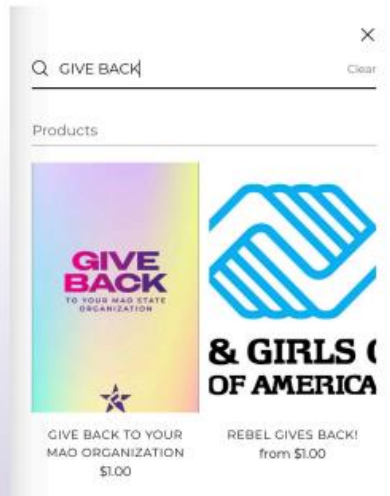 GIVE BACK
Clear
Products
GIVE
BACK
TO YOUR MAO STATE
ORGANIZATION
& GIRLS
OF AMERICA
GIVE BACK TO YOUR
MAO ORGANIZATION
$1.00
REBEL GIVES BACK!
from $1.00